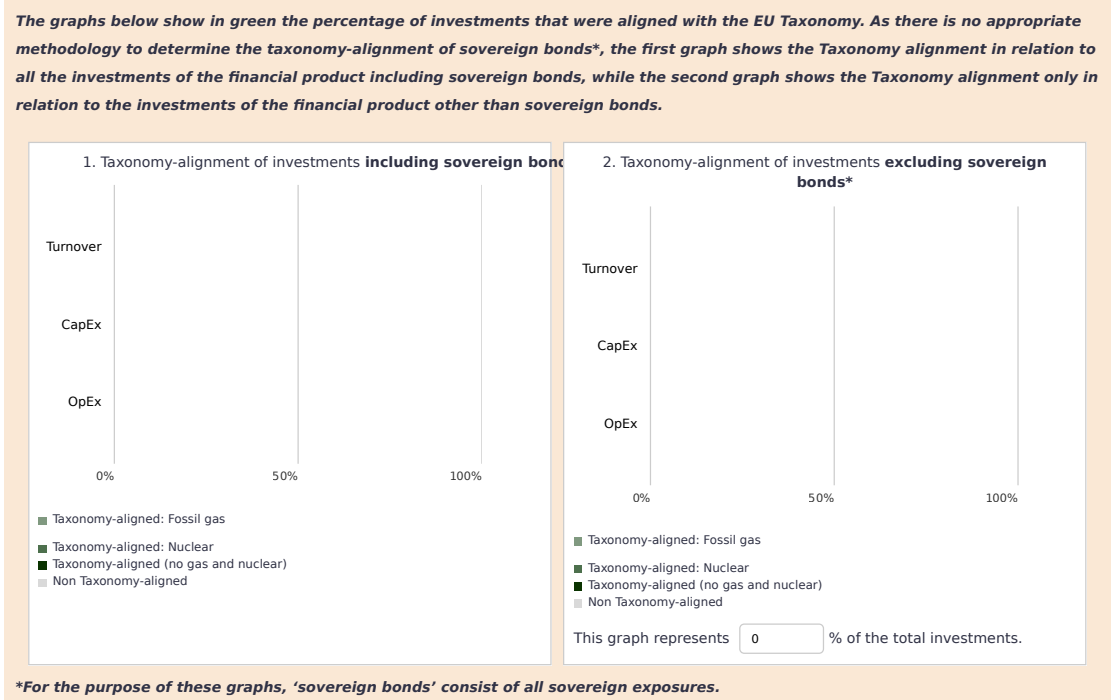 The graphs below show in green the percentage of investments that were aligned with the EU Taxonomy. As there is no appropriate
methodology to determine the taxonomy-alignment of sovereign bonds*, the first graph shows the Taxonomy alignment in relation to
all the investments of the financial product including sovereign bonds, while the second graph shows the Taxonomy alignment only in
relation to the investments of the financial product other than sovereign bonds.
1. Taxonomy-alignment of investments including sovereign bond
Turnover
CapEx
OpEx
0% 50% 100%
Taxonomy-aligned: Fossil gas
Taxonomy-aligned: Nuclear
Taxonomy-aligned (no gas and nuclear)
Non Taxonomy-aligned
2. Taxonomy-alignment of investments excluding sovereign
bonds*
Turnover
CapEx
OpEx
0% 50% 100%
Taxonomy-aligned: Fossil gas
Taxonomy-aligned: Nuclear
Taxonomy-aligned (no gas and nuclear)
Non Taxonomy-aligned
This graph represents 0 % of the total investments.
*For the purpose of these graphs, ‘sovereign bonds’ consist of all sovereign exposures.